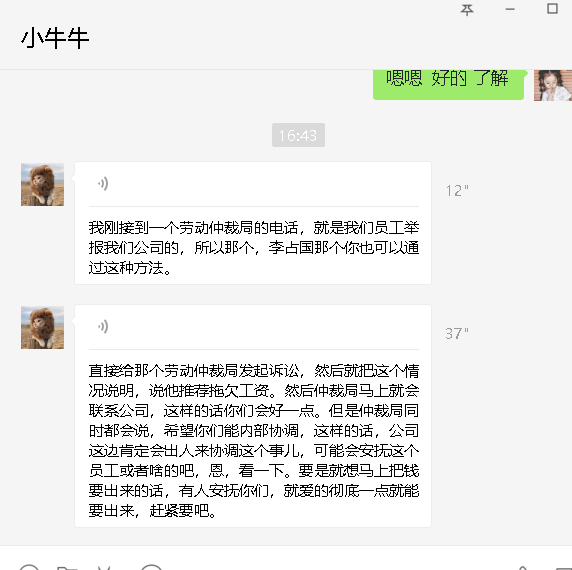 小牛牛
嗯嗯 好的 了解
16:43
12"
我刚接到一个劳动仲裁局的电话，就是我们员工举
报我们公司的，所以那个，李占国那个你也可以通
过这种方法。
37"
直接给那个劳动仲裁局发起诉讼，然后就把这个情
况说明，说他推荐拖欠工资。然后仲裁局马上就会
联系公司，这样的话你们会好一点。但是仲裁局同
时都会说，希望你们能内部协调，这样的话，公司
这边肯定会出人来协调这个事儿，可能会安抚这个
员工或者啥的吧，恩，看一下。要是就想马上把钱
要出来的话，有人安抚你们，就爱的彻底一点就能
要出来，赶紧要吧。